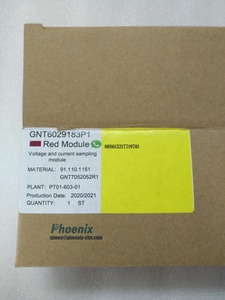 GNT6029183P1
Red Module
Voltage and current sampling
module
MATERIAL: 91.110.1151
GNT7062052R1
PLANT: PT01-603-01
Production Date: 2020/2021
QUANTITY: 1 ST
Phoenix